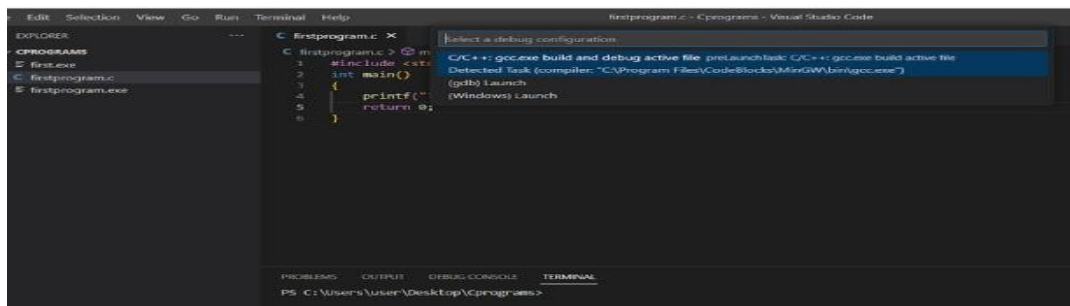 Edit Selection View Go Run Terminal Help
firstprogram.c - Cprograms - Visual Studio Code
EXPLORER ...
CPROGRAMS
first.exe
firstprogram.c
firstprogram.exe
C firstprogram.c X
C firstprogram.c > m
1 #include <st
2 int main()
3 {
4 printf("
5 return 0;
6 }
Select a debug configuration
C/C++: gcc.exe build and debug active file preLaunchTask: C/C++: gcc.exe build active file
Detected Task (compiler: "C:\Program Files\CodeBlocks\MinGW\bin\gcc.exe")
(gdb) Launch
(Windows) Launch
PROBLEMS OUTPUT DEBUG CONSOLE TERMINAL
PS C:\Users\user\Desktop\Cprograms>